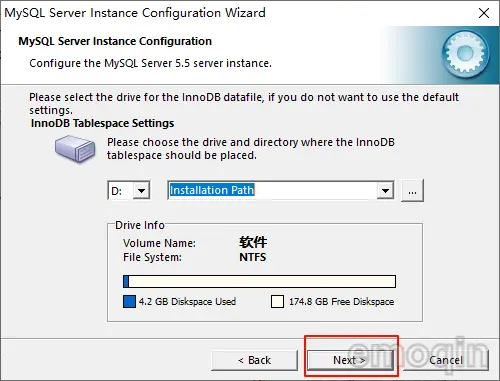 MySQL Server Instance Configuration Wizard
MySQL Server Instance Configuration
Configure the MySQL Server 5.5 server instance.
Please select the drive for the InnoDB datafile, if you do not want to use the default
settings.
InnoDB Tablespace Settings
Please choose the drive and directory where the InnoDB
tablespace should be placed.
D: Installation Path ...
Drive Info
Volume Name: 软件
File System: NTFS
4.2 GB Diskspace Used 174.8 GB Free Diskspace
< Back Next > Cancel
emoqin